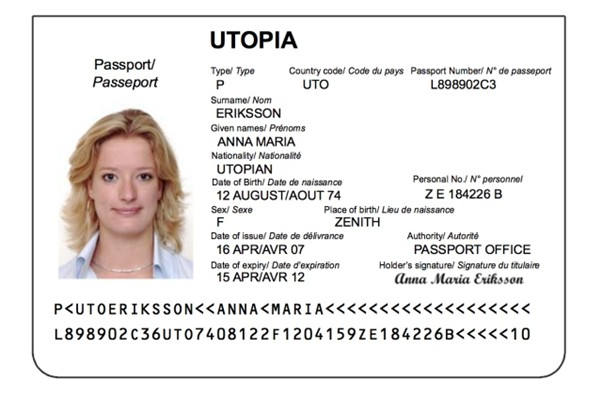 UTOPIA
Passport/
Passeport
Type/ Type Country code/ Code du pays Passport Number/ N° de passeport
P UTO L898902C3
Surname/ Nom
ERIKSSON
Given names/ Prénoms
ANNA MARIA
Nationality/ Nationalité
UTOPIAN
Date of Birth/ Date de naissance Personal No./ N° personnel
12 AUGUST/AOUT 74 Z E 184226 B
Sex/ Sexe Place of birth/ Lieu de naissance
F ZENITH
Date of issue/ Date de délivrance Authority/ Autorité
16 APR/AVR 07 PASSPORT OFFICE
Date of expiry/ Date d'expiration Holder's signature/ Signature du titulaire
15 APR/AVR 12 Anna Maria Eriksson
P<UTOERIKSSON<<ANNA<MARIA<<<<<<<<<<<<<<<<<<<
L898902C36UTO7408122F1204159ZE184226B<<<<<10